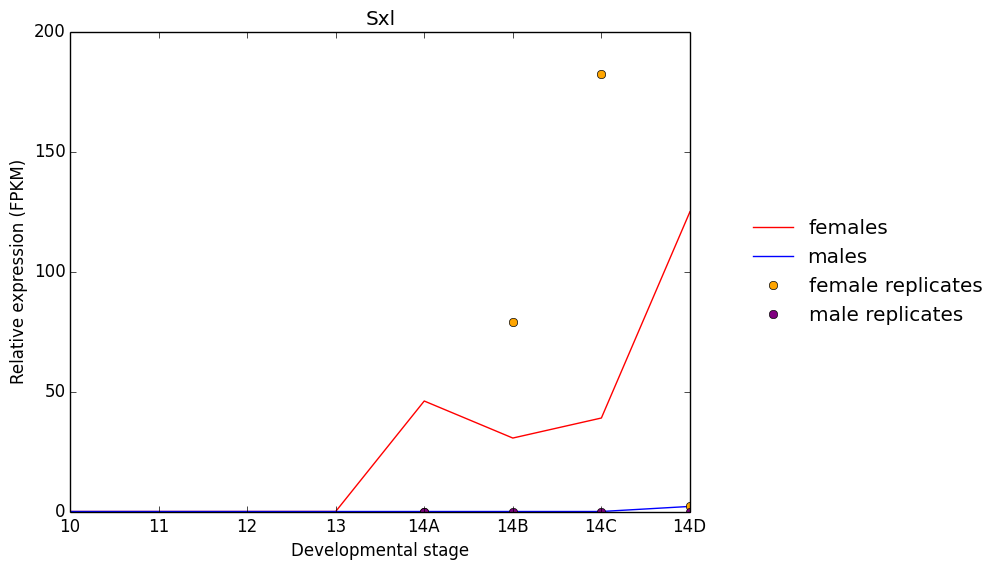 Sxl
200
150
100
50
0
Relative expression (FPKM)
10 11 12 13 14A 14B 14C 14D
Developmental stage
females
males
female replicates
male replicates